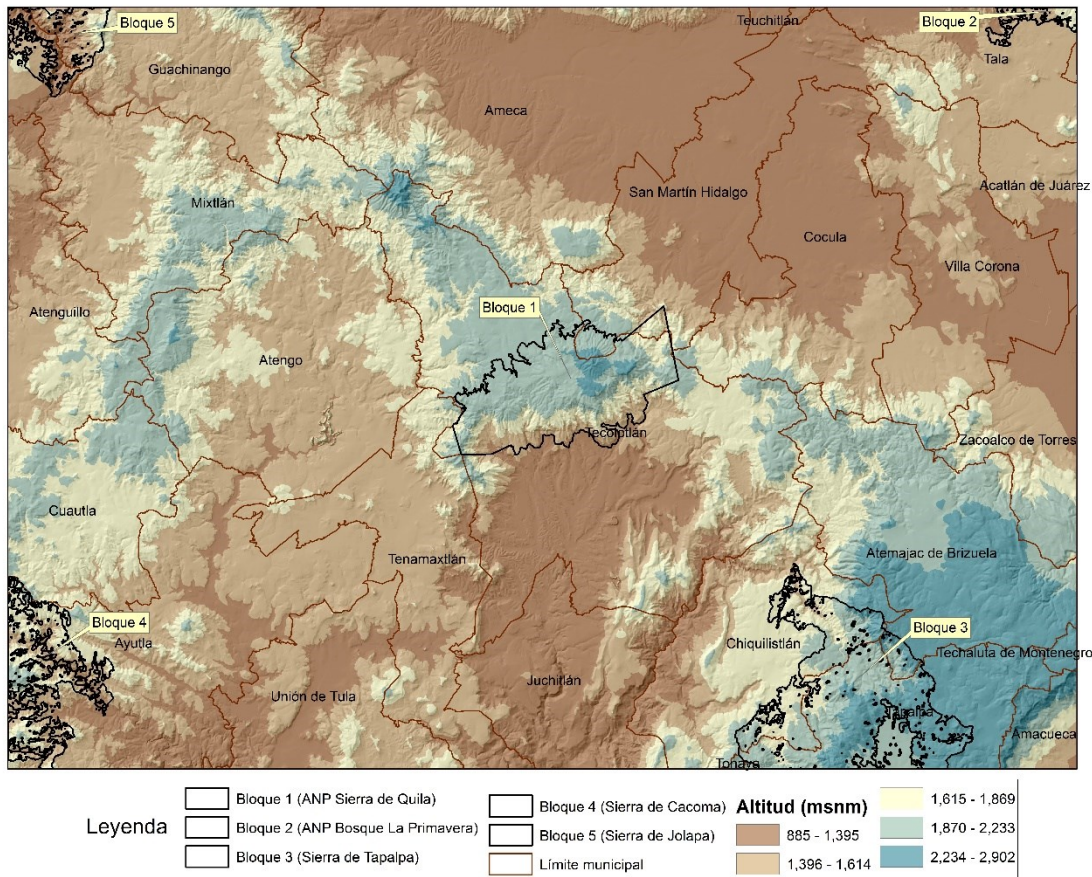 Bloque 5
Bloque 2
Teuchitlán
Tala
Guachinango
Ameca
San Martín Hidalgo
Acatlán de Juárez
Mixtlán
Cocula
Villa Corona
Atenguillo
Bloque 1
Atengo
Tecolotlán
Zacoalco de Torres
Cuautla
Tenamaxtlán
Atemajac de Brizuela
Bloque 4
Ayutla
Chiquilistlán
Bloque 3
Techaluta de Montenegro
Unión de Tula
Juchitlán
Tapalpa
Amacueca
Tonaya
Leyenda
Bloque 1 (ANP Sierra de Quila)
Bloque 2 (ANP Bosque La Primavera)
Bloque 3 (Sierra de Tapalpa)
Bloque 4 (Sierra de Cacoma)
Bloque 5 (Sierra de Jolapa)
Límite municipal
Altitud (msnm)
885 - 1,395
1,396 - 1,614
1,615 - 1,869
1,870 - 2,233
2,234 - 2,902